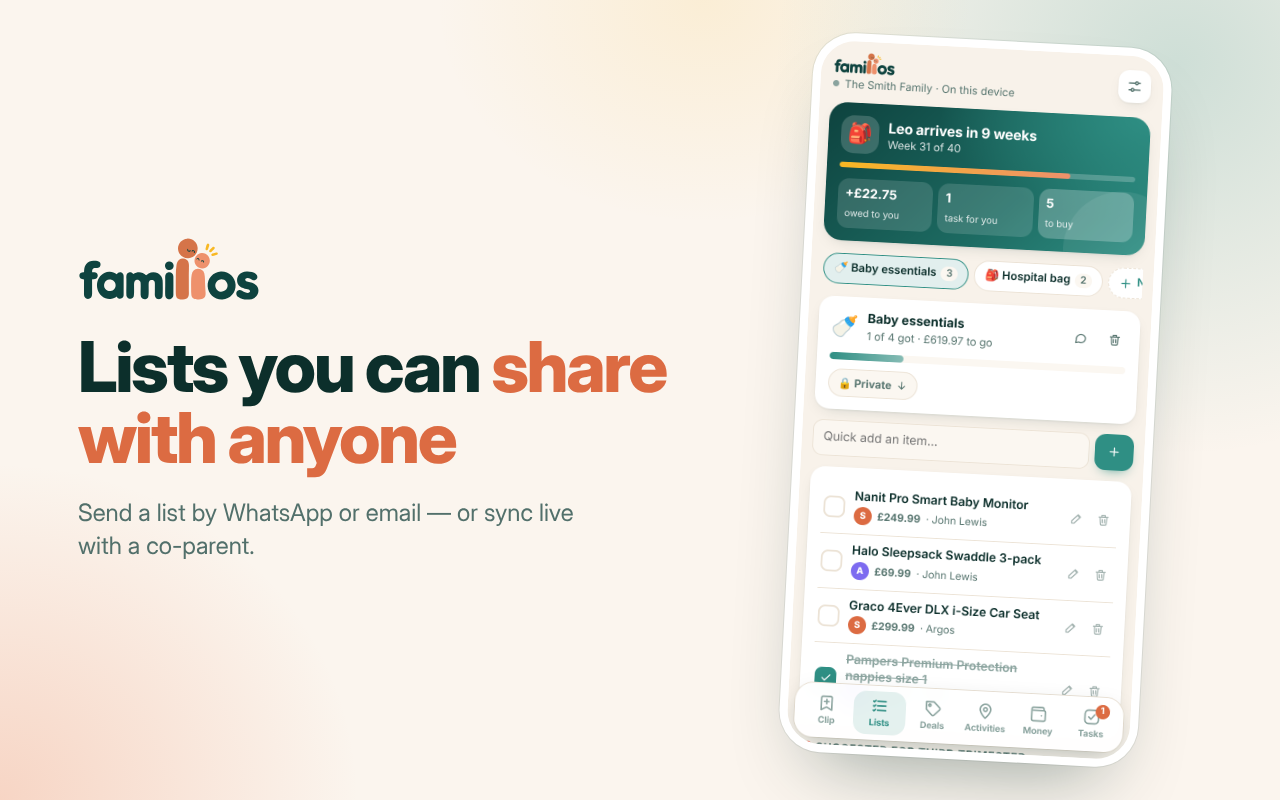 famillos
Lists you can share
with anyone
Send a list by WhatsApp or email — or sync live
with a co-parent.
famillos
The Smith Family · On this device
Leo arrives in 9 weeks
Week 31 of 40
+£22.75
owed to you
1
task for you
5
to buy
Baby essentials 3
Hospital bag 2
+
Baby essentials
1 of 4 got · £619.97 to go
Private ↓
Quick add an item...
+
Nanit Pro Smart Baby Monitor
S £249.99 · John Lewis
Halo Sleepsack Swaddle 3-pack
A £69.99 · John Lewis
Graco 4Ever DLX i-Size Car Seat
S £299.99 · Argos
Pampers Premium Protection
nappies size 1
Clip
Lists
Deals
Activities
Money
1
Tasks